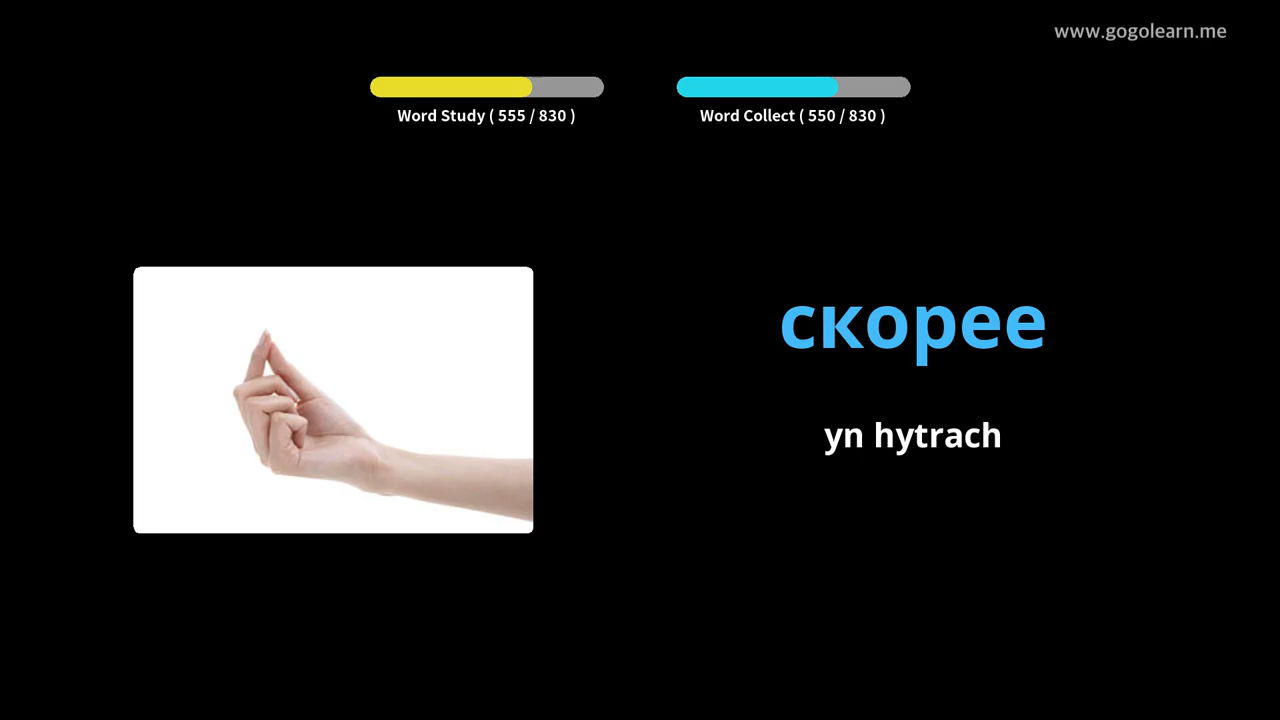 www.gogolearn.me
Word Study ( 555 / 830 )
Word Collect ( 550 / 830 )
скорее
yn hytrach